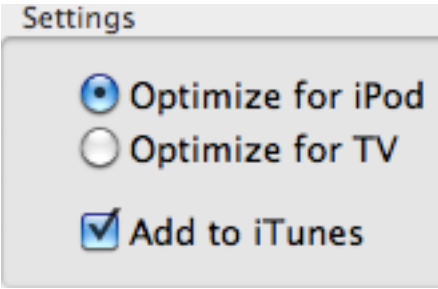 Settings
Optimize for iPod
Optimize for TV
Add to iTunes